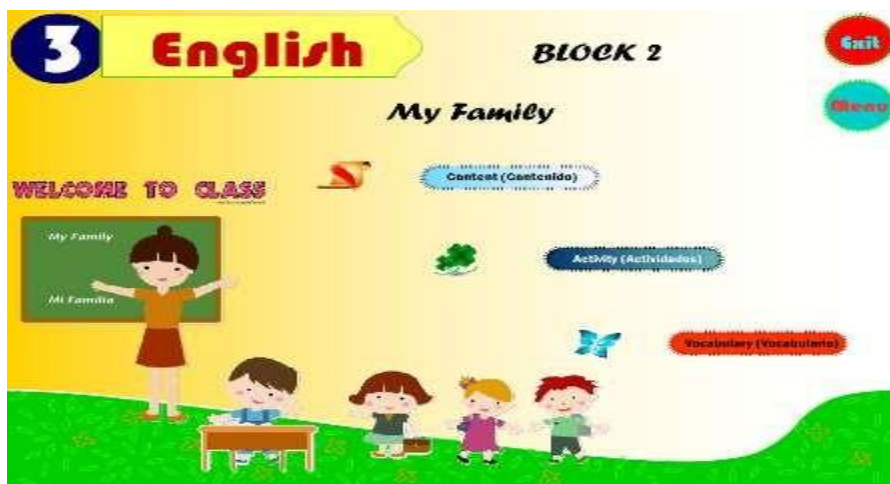 3 English
BLOCK 2
Exit
My Family
Menu
WELCOME TO CLASS
Content (Contenido)
My Family
Activity (Actividades)
Mi Familia
Vocabulary (Vocabulario)